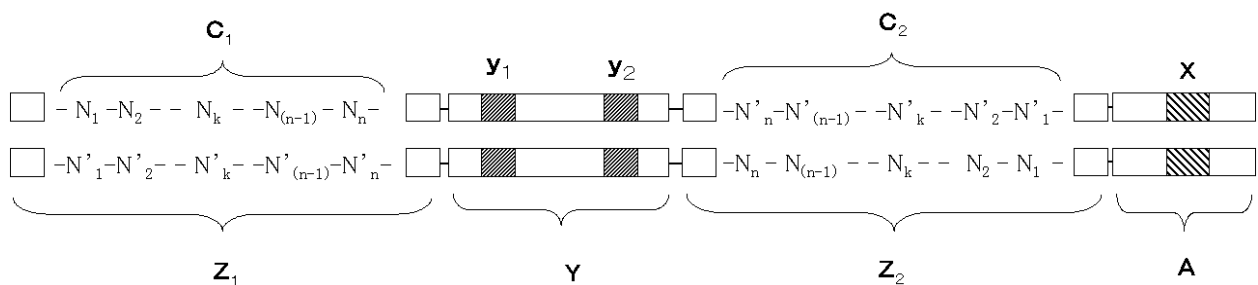 C₁ C₂
y₁ y₂ X
-N₁-N₂-- Nₖ --N₍ₙ₋₁₎-Nₙ- -N'ₙ-N'₍ₙ₋₁₎--N'ₖ--N'₂-N'₁-
-N'₁-N'₂-- N'ₖ--N'₍ₙ₋₁₎-N'ₙ- -Nₙ- N₍ₙ₋₁₎-- Nₖ-- N₂- N₁-
Z₁ Y Z₂ A